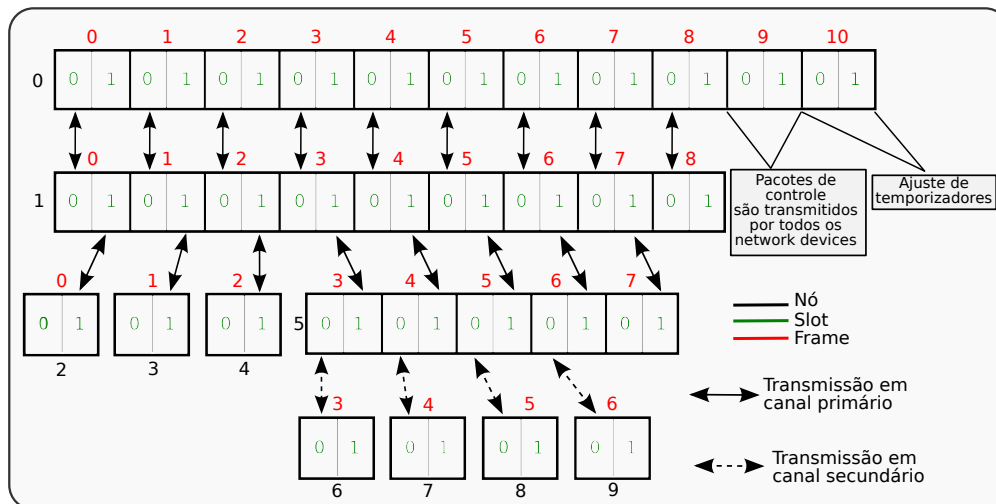 0 1 2 3 4 5 6 7 8 9 10
0 0 1 0 1 0 1 0 1 0 1 0 1 0 1 0 1 0 1 0 1 0 1
0 1 2 3 4 5 6 7 8
1 0 1 0 1 0 1 0 1 0 1 0 1 0 1 0 1 0 1
Pacotes de
controle
são transmitidos
por todos os
network devices
Ajuste de
temporizadores
0 1 2 3 4 5 6 7
0 1 0 1 0 1 5 0 1 0 1 0 1 0 1 0 1
2 3 4
Nó
Slot
Frame
3 4 5 6
0 1 0 1 0 1 0 1
6 7 8 9
Transmissão em
canal primário
Transmissão em
canal secundário